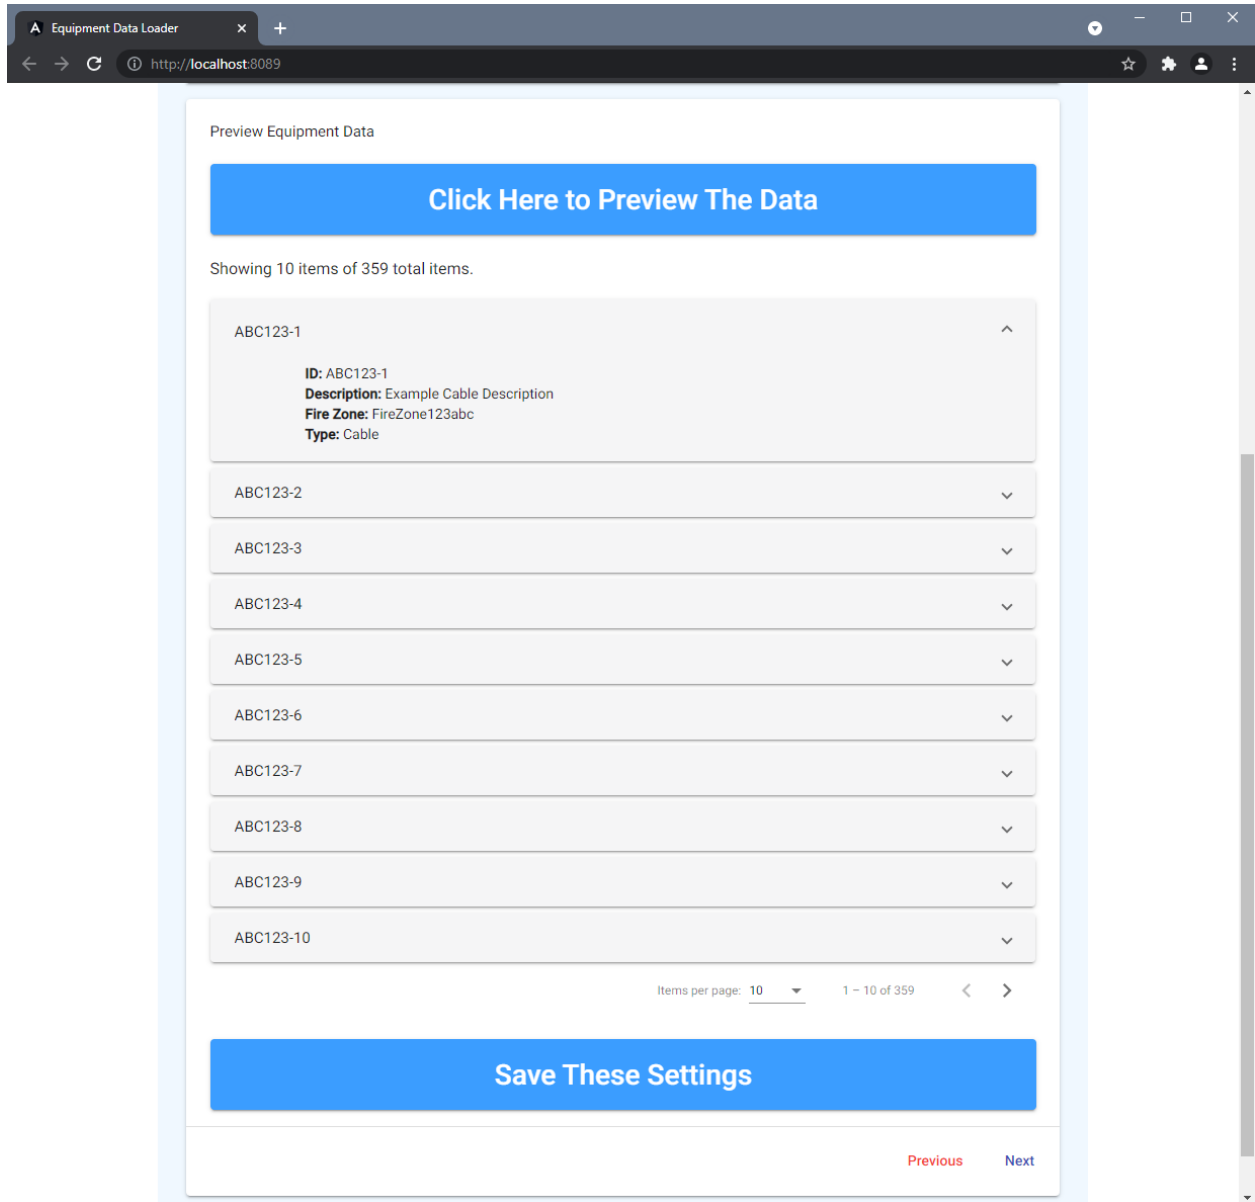 Equipment Data Loader
http://localhost:8089
Preview Equipment Data
Click Here to Preview The Data
Showing 10 items of 359 total items.
ABC123-1
ID: ABC123-1
Description: Example Cable Description
Fire Zone: FireZone123abc
Type: Cable
ABC123-2
ABC123-3
ABC123-4
ABC123-5
ABC123-6
ABC123-7
ABC123-8
ABC123-9
ABC123-10
Items per page: 10 1 – 10 of 359
Save These Settings
Previous Next